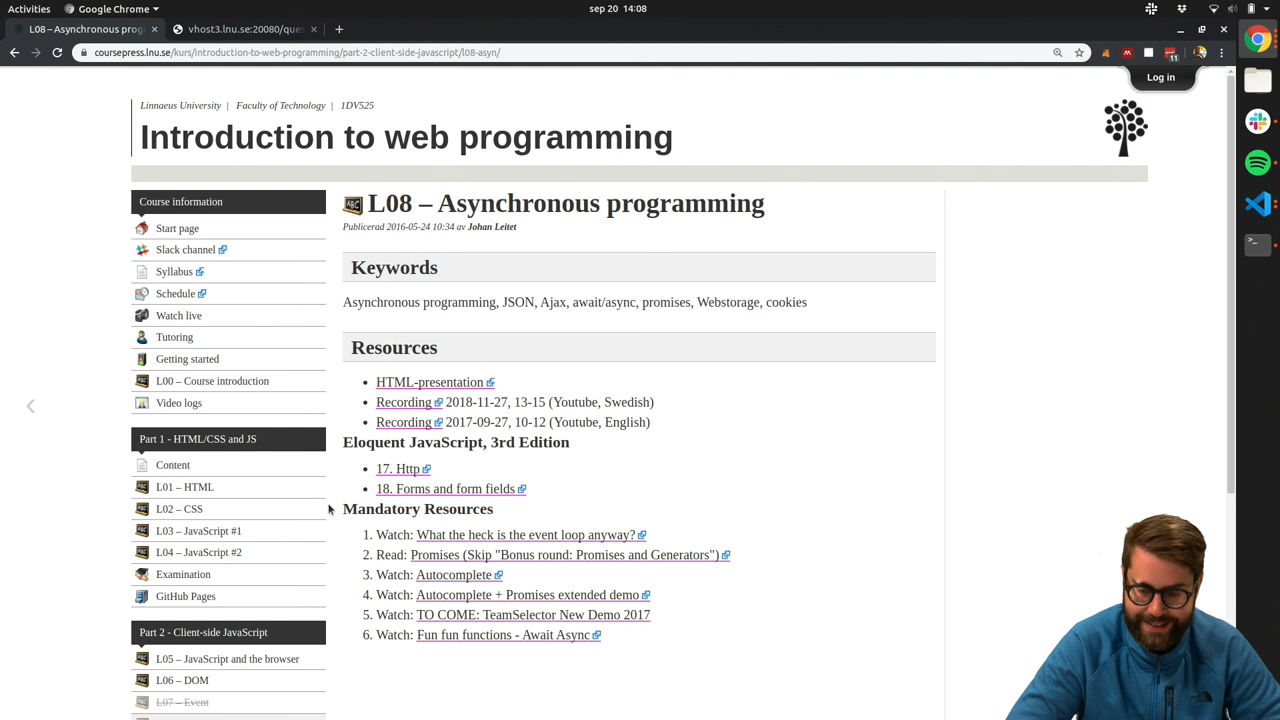 Activities
Google Chrome
sep 20 14:08
L08 – Asynchronous prog
vhost3.lnu.se:20080/ques
coursepress.lnu.se/kurs/introduction-to-web-programming/part-2-client-side-javascript/l08-asyn/
11
Log in
Linnaeus University | Faculty of Technology | 1DV525
Introduction to web programming
Course information
Start page
Slack channel
Syllabus
Schedule
Watch live
Tutoring
Getting started
L00 – Course introduction
Video logs
Part 1 - HTML/CSS and JS
Content
L01 – HTML
L02 – CSS
L03 – JavaScript #1
L04 – JavaScript #2
Examination
GitHub Pages
Part 2 - Client-side JavaScript
L05 – JavaScript and the browser
L06 – DOM
L07 – Event
ABC L08 – Asynchronous programming
Publicerad 2016-05-24 10:34 av Johan Leitet
Keywords
Asynchronous programming, JSON, Ajax, await/async, promises, Webstorage, cookies
Resources
• HTML-presentation
• Recording 2018-11-27, 13-15 (Youtube, Swedish)
• Recording 2017-09-27, 10-12 (Youtube, English)
Eloquent JavaScript, 3rd Edition
• 17. Http
• 18. Forms and form fields
Mandatory Resources
1. Watch: What the heck is the event loop anyway?
2. Read: Promises (Skip "Bonus round: Promises and Generators")
3. Watch: Autocomplete
4. Watch: Autocomplete + Promises extended demo
5. Watch: TO COME: TeamSelector New Demo 2017
6. Watch: Fun fun functions - Await Async